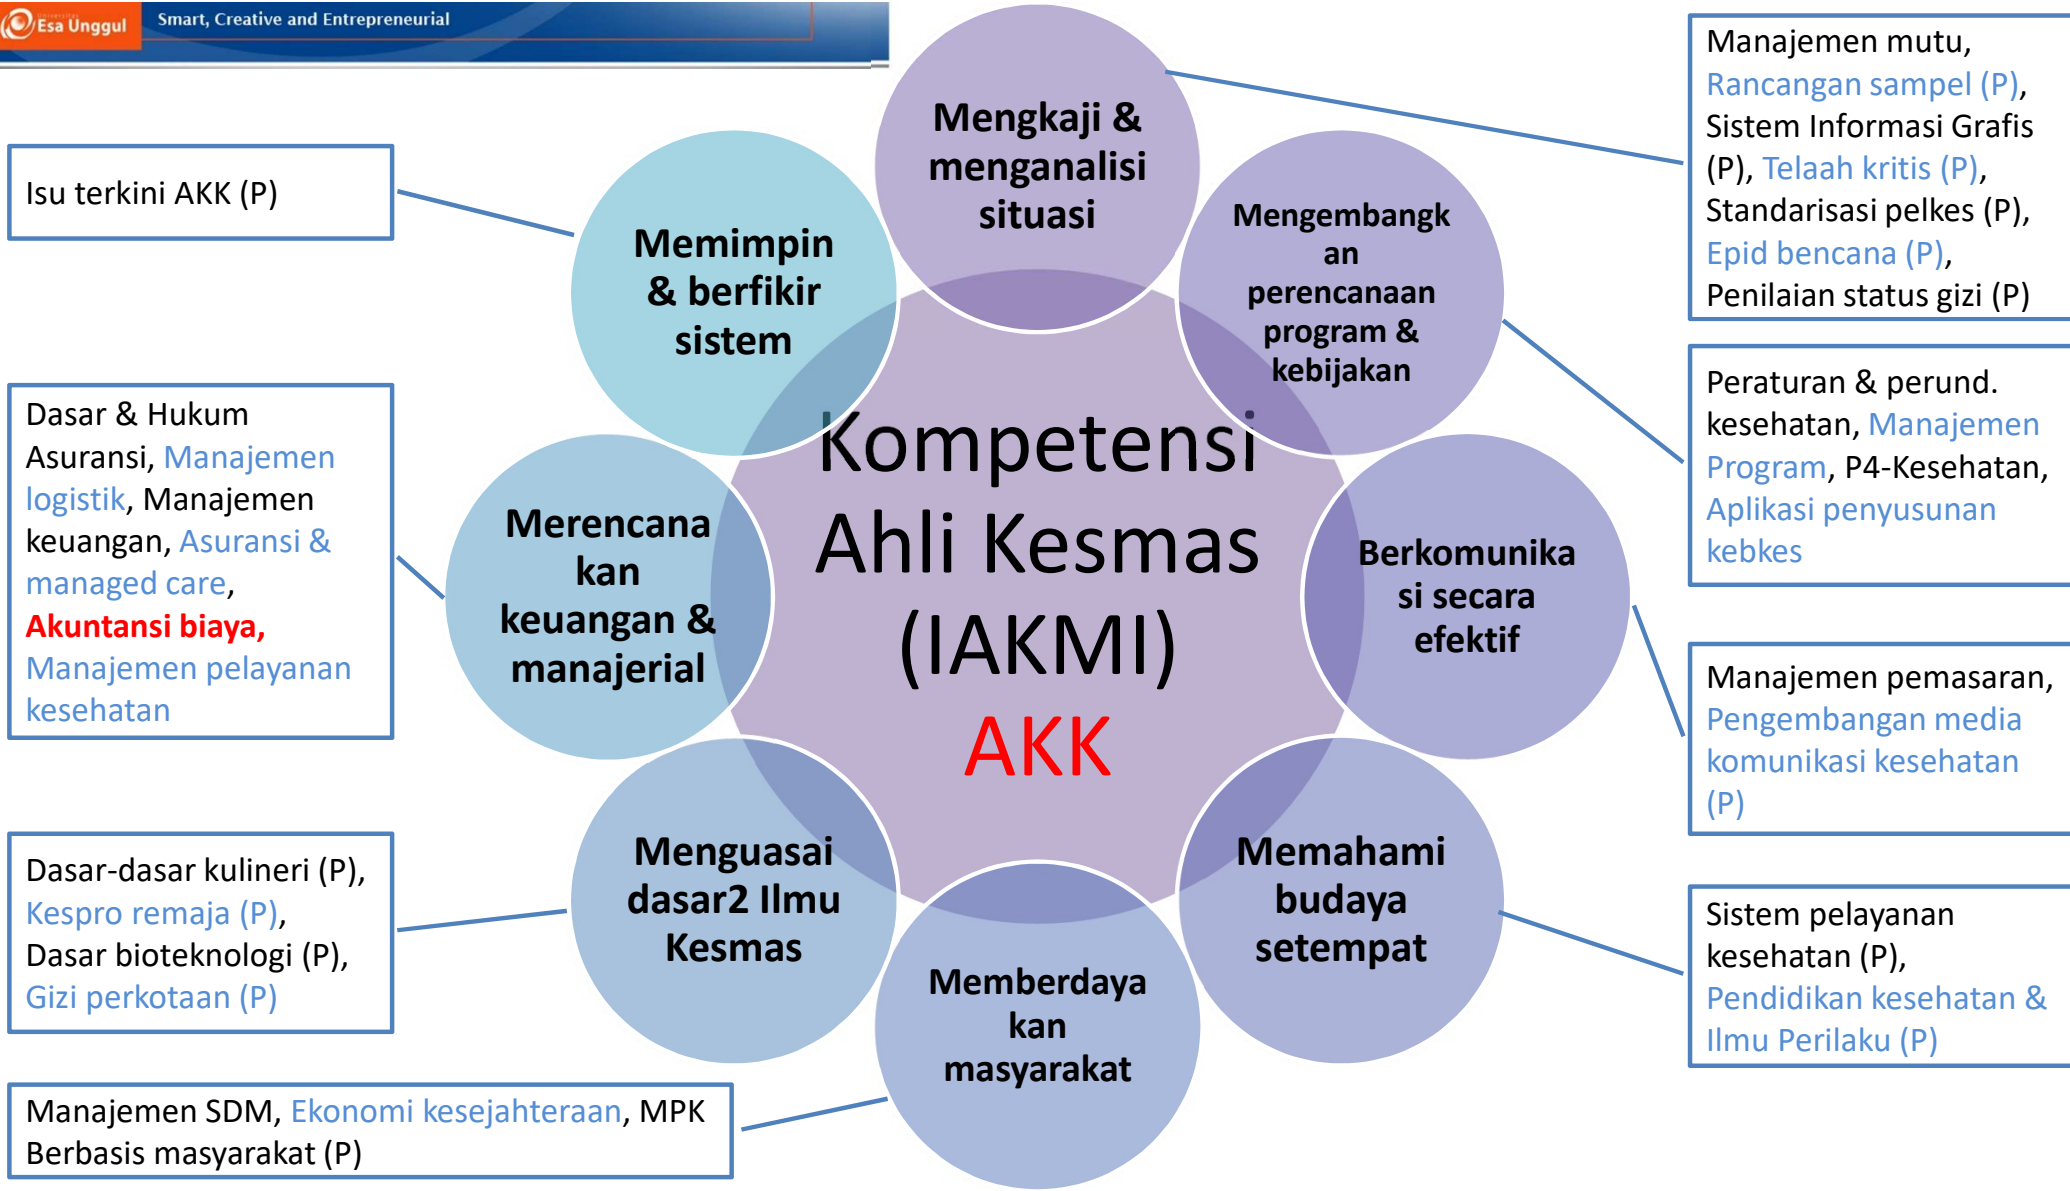 Universitas
Esa Unggul
Smart, Creative and Entrepreneurial
Mengkaji &
menganalisi
situasi
Manajemen mutu,
Rancangan sampel (P),
Sistem Informasi Grafis
(P), Telaah kritis (P),
Standarisasi pelkes (P),
Epid bencana (P),
Penilaian status gizi (P)
Mengembangk
an
perencanaan
program &
kebijakan
Peraturan & perund.
kesehatan, Manajemen
Program, P4-Kesehatan,
Aplikasi penyusunan
kebkes
Berkomunika
si secara
efektif
Manajemen pemasaran,
Pengembangan media
komunikasi kesehatan
(P)
Memahami
budaya
setempat
Sistem pelayanan
kesehatan (P),
Pendidikan kesehatan &
Ilmu Perilaku (P)
Memberdaya
kan
masyarakat
Manajemen SDM, Ekonomi kesejahteraan, MPK
Berbasis masyarakat (P)
Menguasai
dasar2 Ilmu
Kesmas
Dasar-dasar kulineri (P),
Kespro remaja (P),
Dasar bioteknologi (P),
Gizi perkotaan (P)
Merencana
kan
keuangan &
manajerial
Dasar & Hukum
Asuransi, Manajemen
logistik, Manajemen
keuangan, Asuransi &
managed care,
Akuntansi biaya,
Manajemen pelayanan
kesehatan
Memimpin
& berfikir
sistem
Isu terkini AKK (P)
Kompetensi
Ahli Kesmas
(IAKMI)
AKK